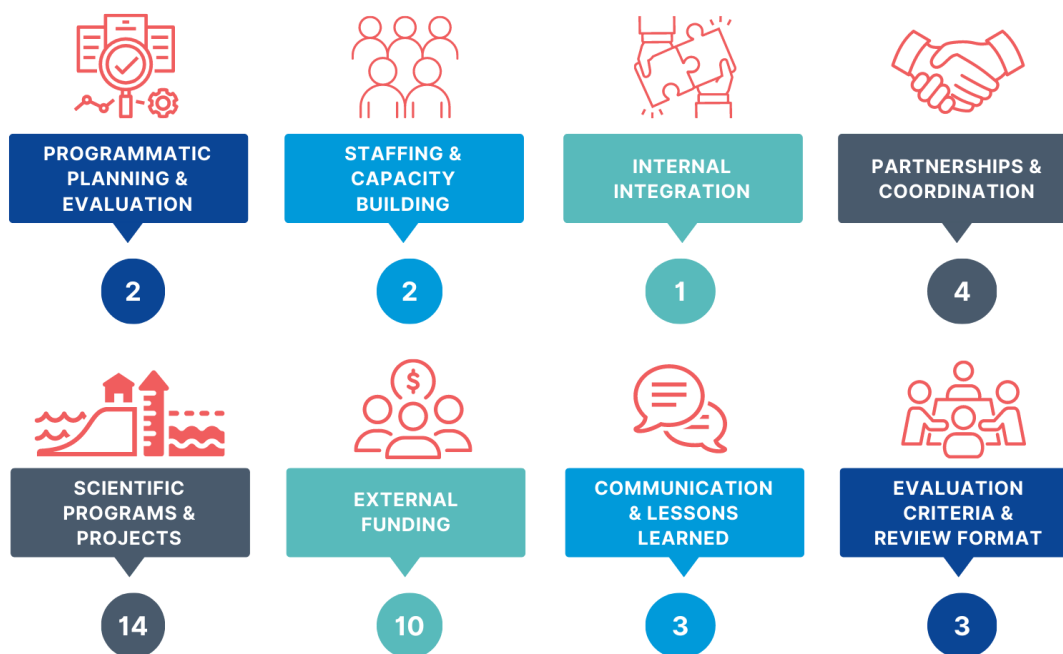 PROGRAMMATIC
PLANNING &
EVALUATION
2
STAFFING &
CAPACITY
BUILDING
2
INTERNAL
INTEGRATION
1
PARTNERSHIPS &
COORDINATION
4
SCIENTIFIC
PROGRAMS &
PROJECTS
14
$
EXTERNAL
FUNDING
10
COMMUNICATION
& LESSONS
LEARNED
3
EVALUATION
CRITERIA &
REVIEW FORMAT
3